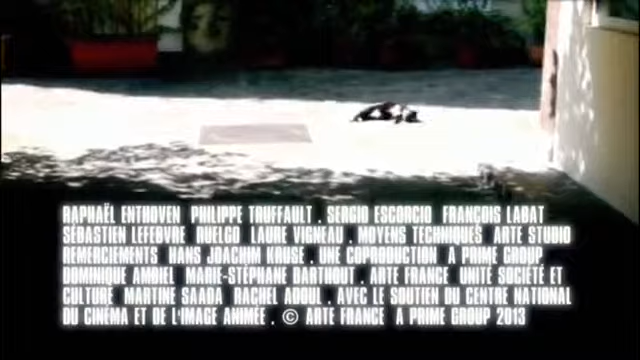 RAPHAËL ENTHOVEN PHILIPPE TRUFFAULT . SERGIO ESCORCIO FRANÇOIS LABAT
SÉBASTIEN LEFEBVRE RUELGO LAURE VIGNEAU . MOYENS TECHNIQUES ARTE STUDIO
REMERCIEMENTS HANS JOACHIM KOUSE . UNE COPRODUCTION A PRIME GROUP
DOMINIQUE AMBIEL MARIE-STÉPHANE DARTHOUT . ARTE FRANCE UNITÉ SOCIÉTÉ ET
CULTURE MARTINE SAADA RACHEL ADOUL . AVEC LE SOUTIEN DU CENTRE NATIONAL
DU CINÉMA ET DE L'IMAGE ANIMÉE . © ARTE FRANCE A PRIME GROUP 2013